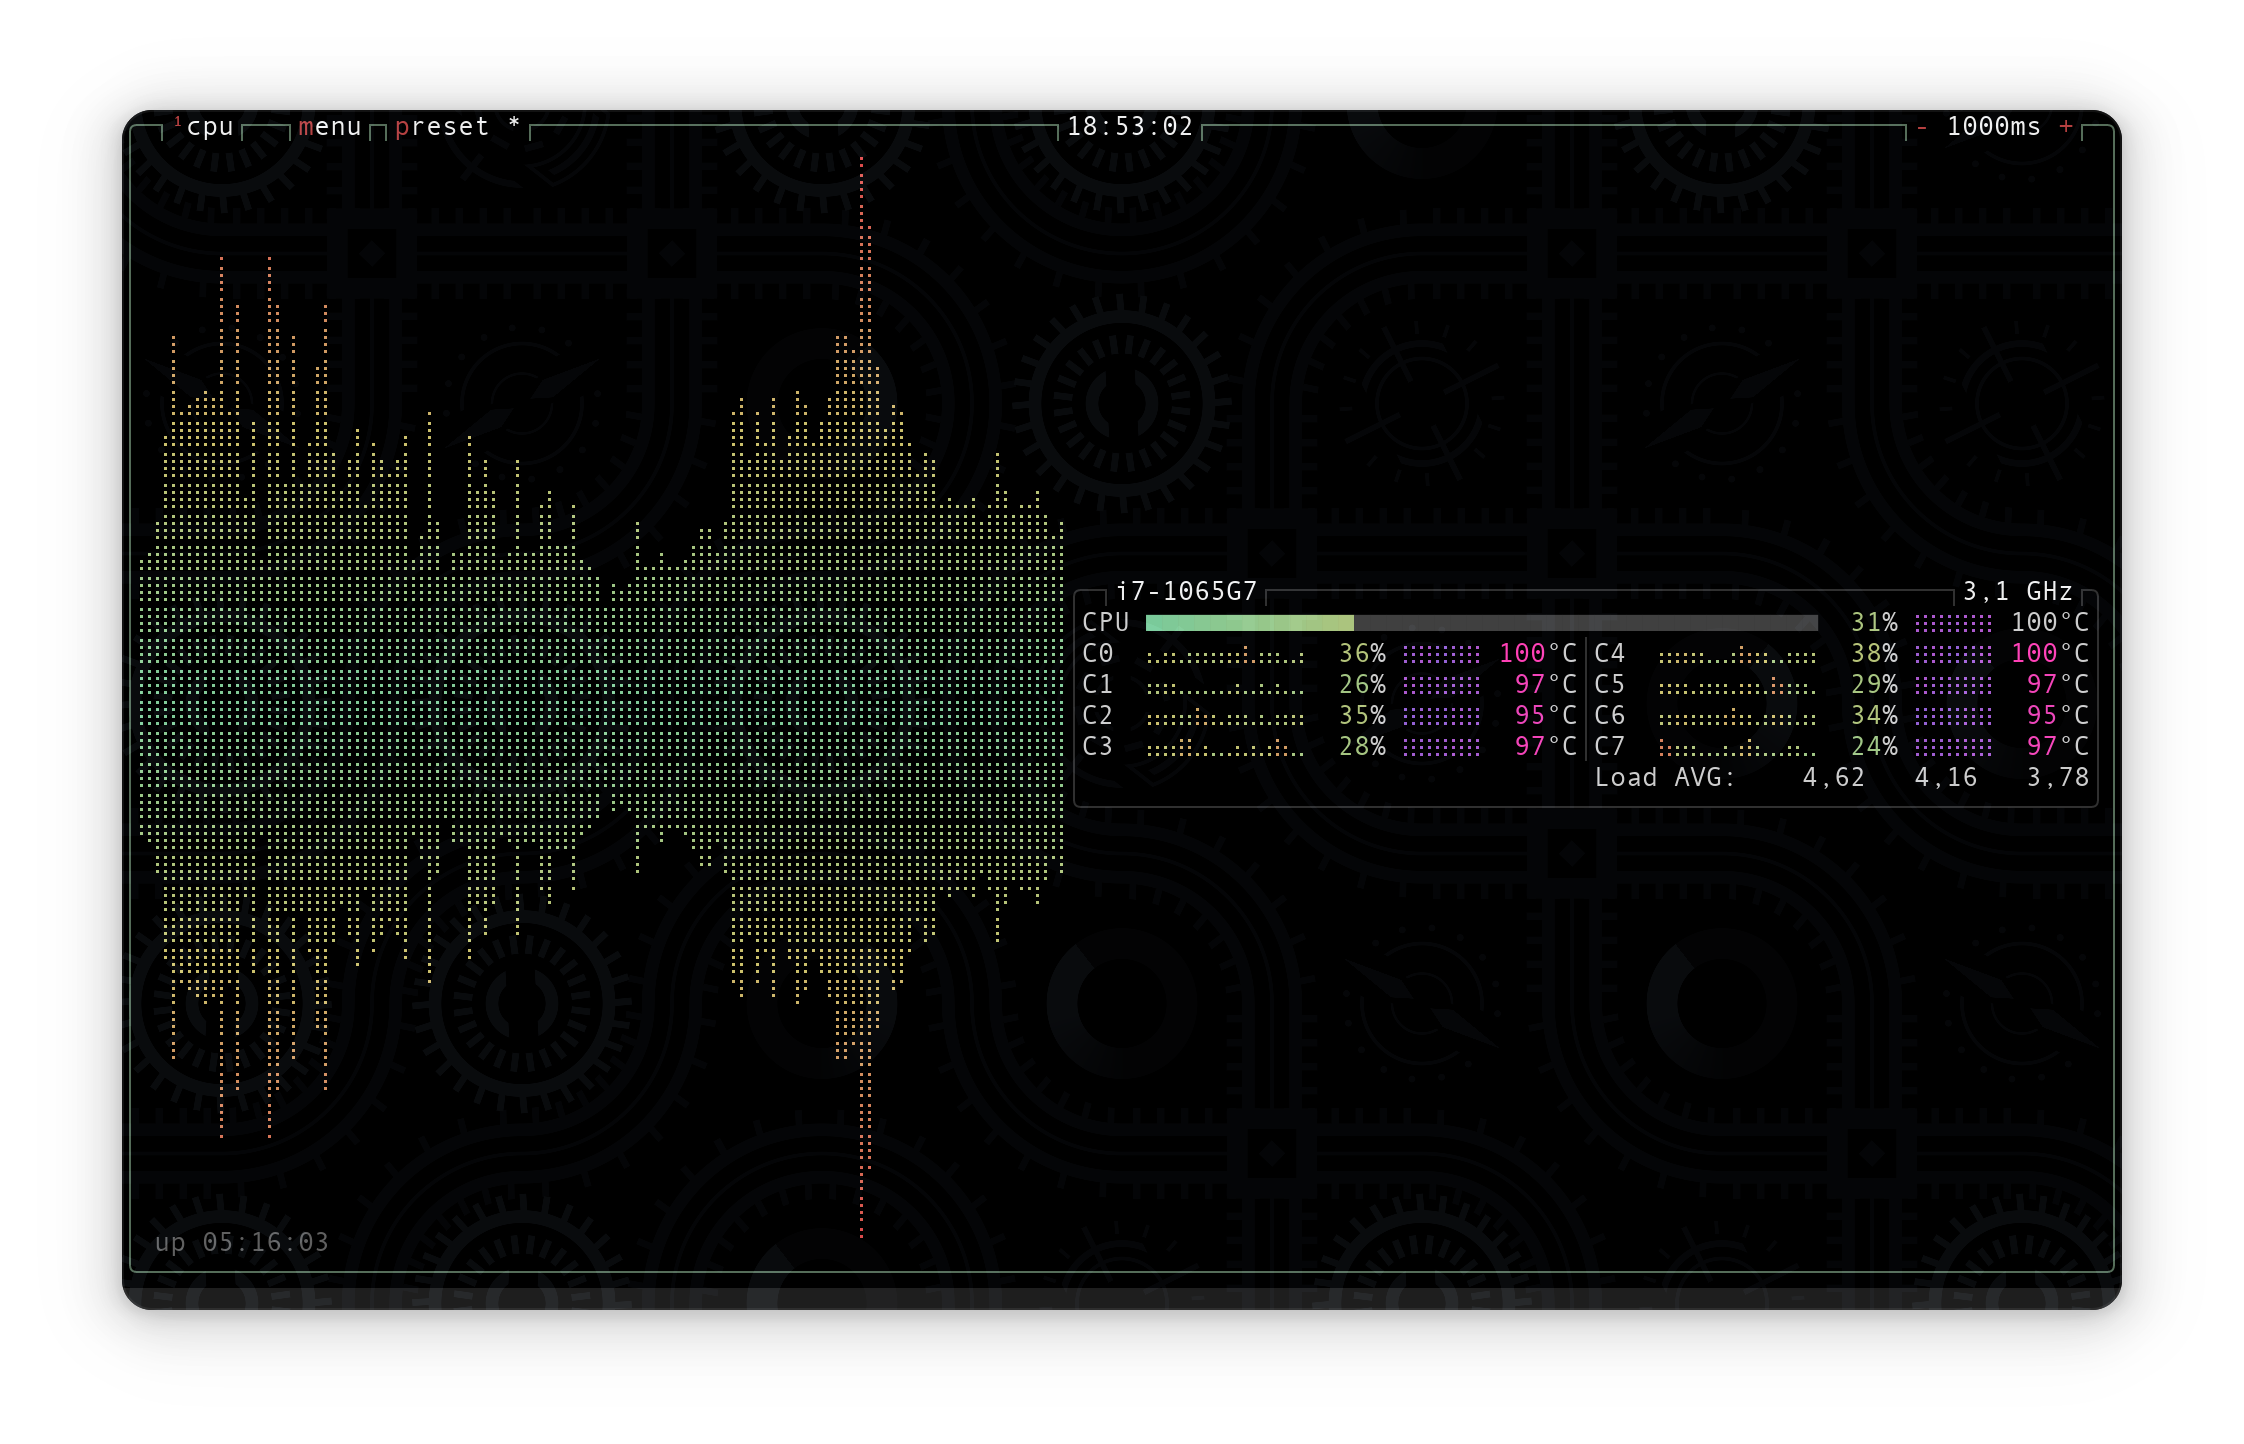 ¹cpu menu preset * 18:53:02 - 1000ms +
i7-1065G7 3,1 GHz
CPU 31% 100°C
C0 36% 100°C C4 38% 100°C
C1 26% 97°C C5 29% 97°C
C2 35% 95°C C6 34% 95°C
C3 28% 97°C C7 24% 97°C
Load AVG: 4,62 4,16 3,78
up 05:16:03